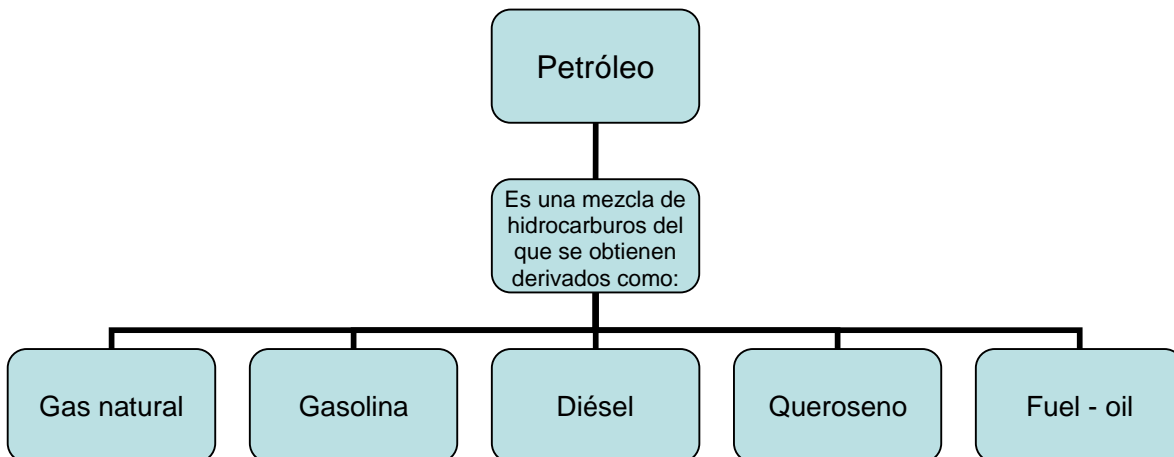 Petróleo
Es una mezcla de
hidrocarburos del
que se obtienen
derivados como:
Gas natural
Gasolina
Diésel
Queroseno
Fuel - oil